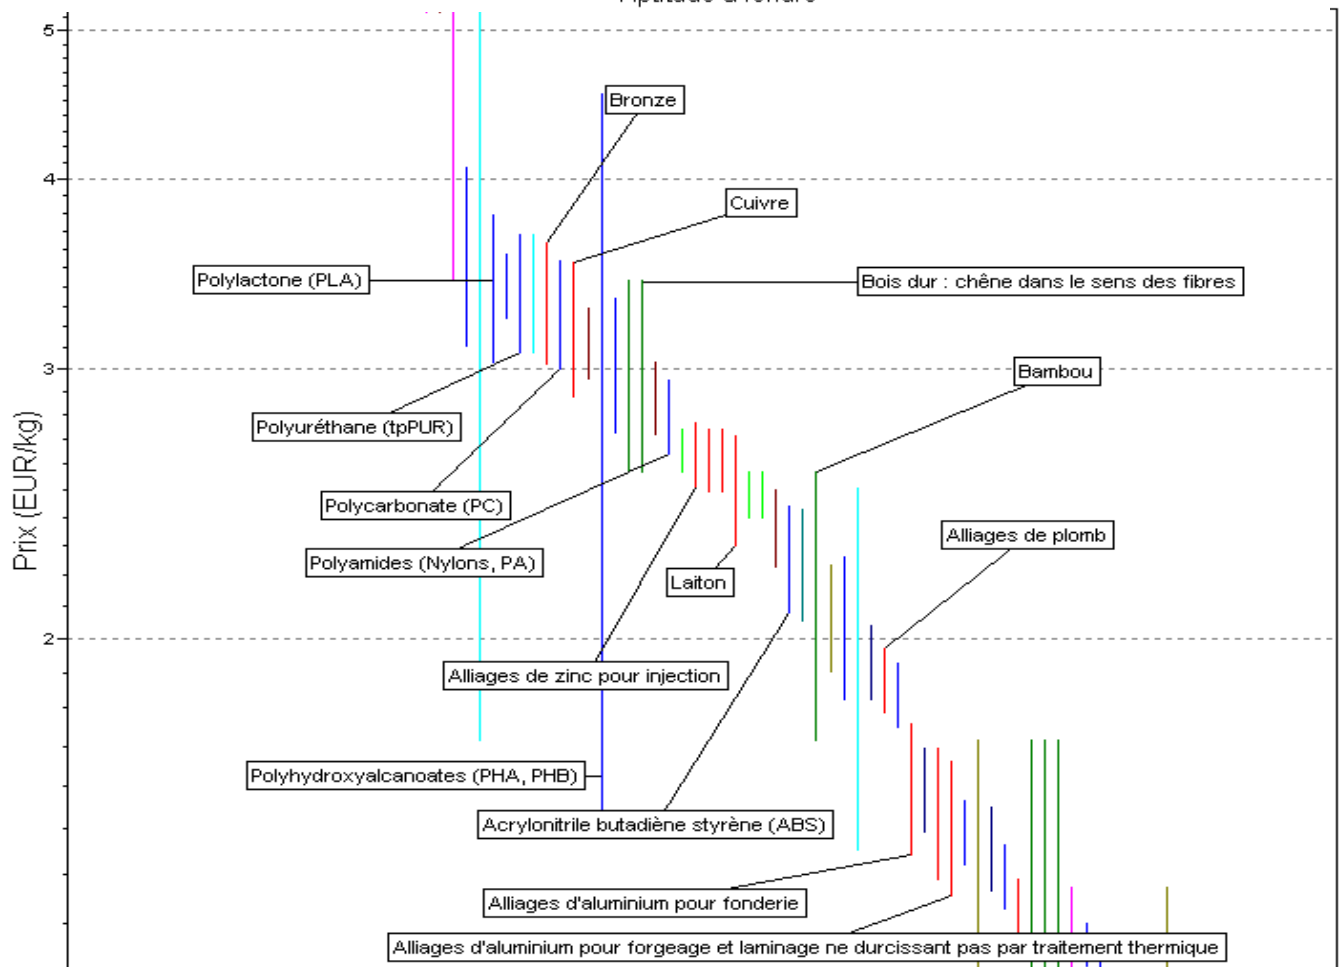 5
Bronze
4
Cuivre
Polylactone (PLA)
Bois dur : chêne dans le sens des fibres
3
Bambou
Prix (EUR/kg)
Polyuréthane (tpPUR)
Polycarbonate (PC)
Alliages de plomb
Polyamides (Nylons, PA)
Laiton
2
Alliages de zinc pour injection
Polyhydroxyalcanoates (PHA, PHB)
Acrylonitrile butadiène styrène (ABS)
Alliages d'aluminium pour fonderie
Alliages d'aluminium pour forgeage et laminage ne durcissant pas par traitement thermique